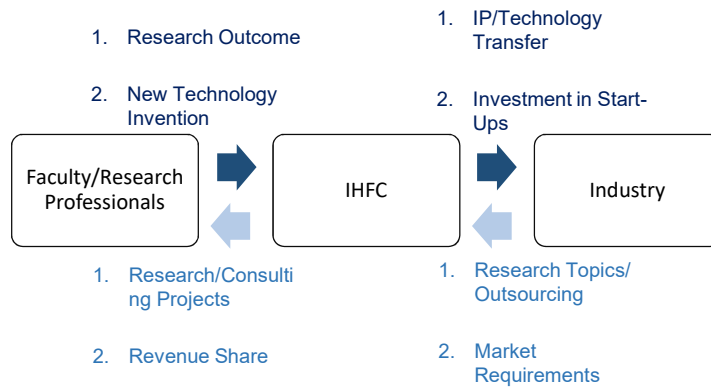 1. Research Outcome
2. New Technology
Invention
1. IP/Technology
Transfer
2. Investment in Start-
Ups
Faculty/Research
Professionals
IHFC
Industry
1. Research/Consulti
ng Projects
2. Revenue Share
1. Research Topics/
Outsourcing
2. Market
Requirements